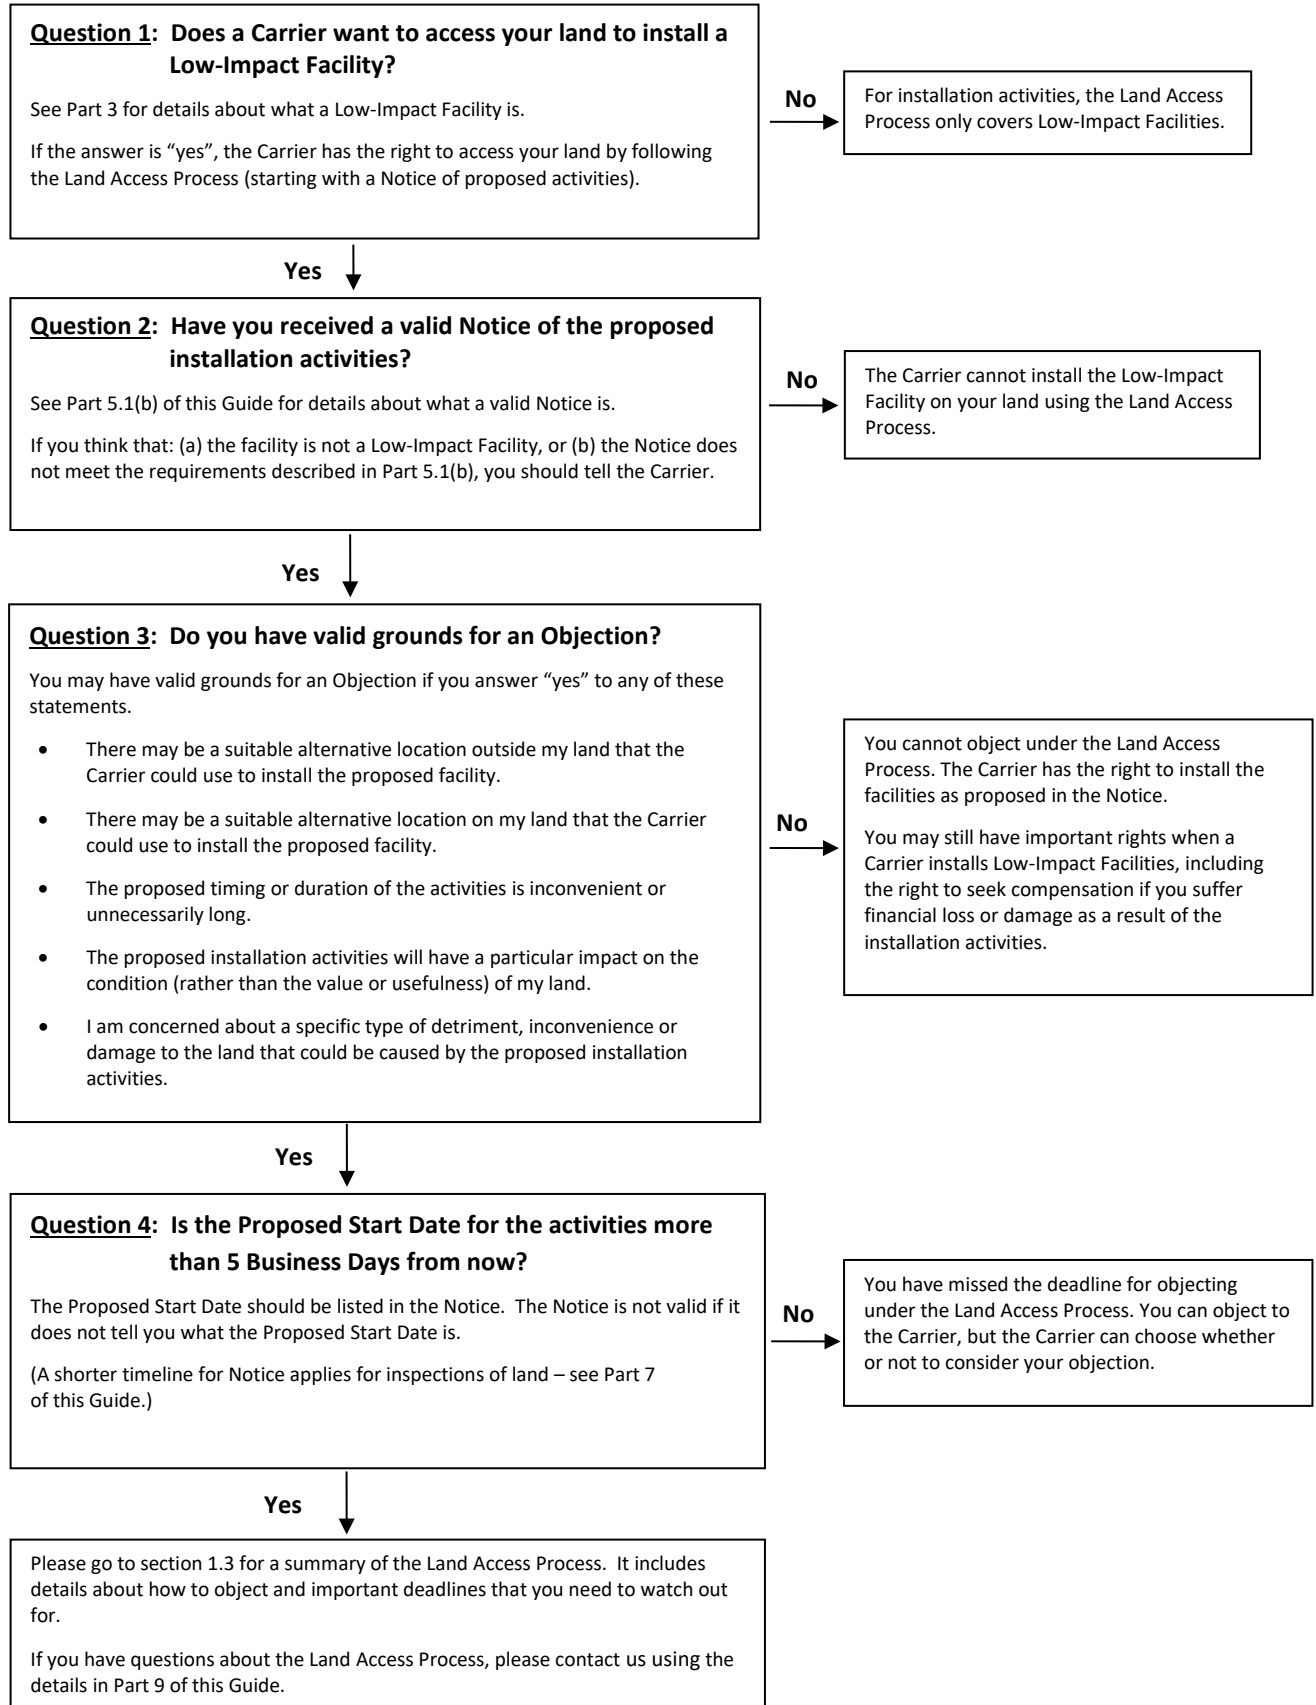 Question 1: Does a Carrier want to access your land to install a
Low-Impact Facility?
See Part 3 for details about what a Low-Impact Facility is.
If the answer is “yes”, the Carrier has the right to access your land by following
the Land Access Process (starting with a Notice of proposed activities).
No
For installation activities, the Land Access
Process only covers Low-Impact Facilities.
Yes
Question 2: Have you received a valid Notice of the proposed
installation activities?
See Part 5.1(b) of this Guide for details about what a valid Notice is.
If you think that: (a) the facility is not a Low-Impact Facility, or (b) the Notice does
not meet the requirements described in Part 5.1(b), you should tell the Carrier.
No
The Carrier cannot install the Low-Impact
Facility on your land using the Land Access
Process.
Yes
Question 3: Do you have valid grounds for an Objection?
You may have valid grounds for an Objection if you answer “yes” to any of these
statements.
• There may be a suitable alternative location outside my land that the
Carrier could use to install the proposed facility.
• There may be a suitable alternative location on my land that the Carrier
could use to install the proposed facility.
• The proposed timing or duration of the activities is inconvenient or
unnecessarily long.
• The proposed installation activities will have a particular impact on the
condition (rather than the value or usefulness) of my land.
• I am concerned about a specific type of detriment, inconvenience or
damage to the land that could be caused by the proposed installation
activities.
No
You cannot object under the Land Access
Process. The Carrier has the right to install the
facilities as proposed in the Notice.
You may still have important rights when a
Carrier installs Low-Impact Facilities, including
the right to seek compensation if you suffer
financial loss or damage as a result of the
installation activities.
Yes
Question 4: Is the Proposed Start Date for the activities more
than 5 Business Days from now?
The Proposed Start Date should be listed in the Notice. The Notice is not valid if it
does not tell you what the Proposed Start Date is.
(A shorter timeline for Notice applies for inspections of land – see Part 7
of this Guide.)
No
You have missed the deadline for objecting
under the Land Access Process. You can object to
the Carrier, but the Carrier can choose whether
or not to consider your objection.
Yes
Please go to section 1.3 for a summary of the Land Access Process. It includes
details about how to object and important deadlines that you need to watch out
for.
If you have questions about the Land Access Process, please contact us using the
details in Part 9 of this Guide.